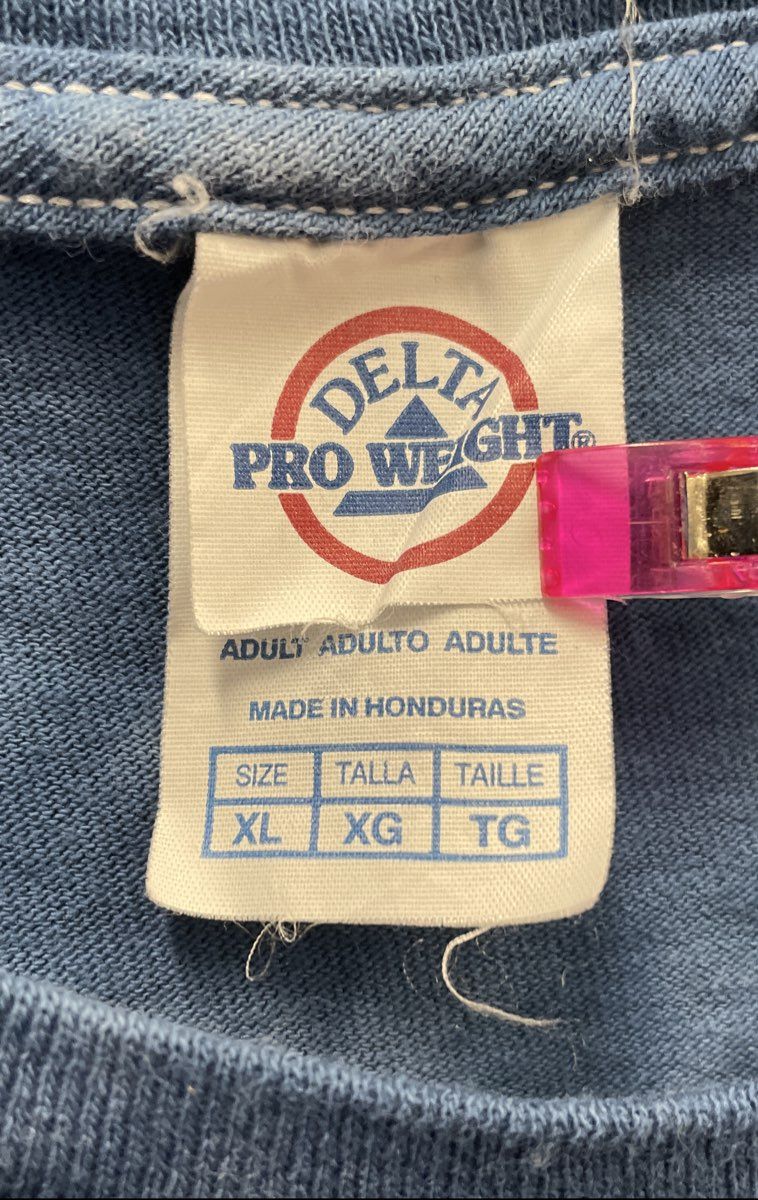 DELTA
PRO WEIGHT®
ADULT ADULTO ADULTE
MADE IN HONDURAS
SIZE TALLA TAILLE
XL XG TG